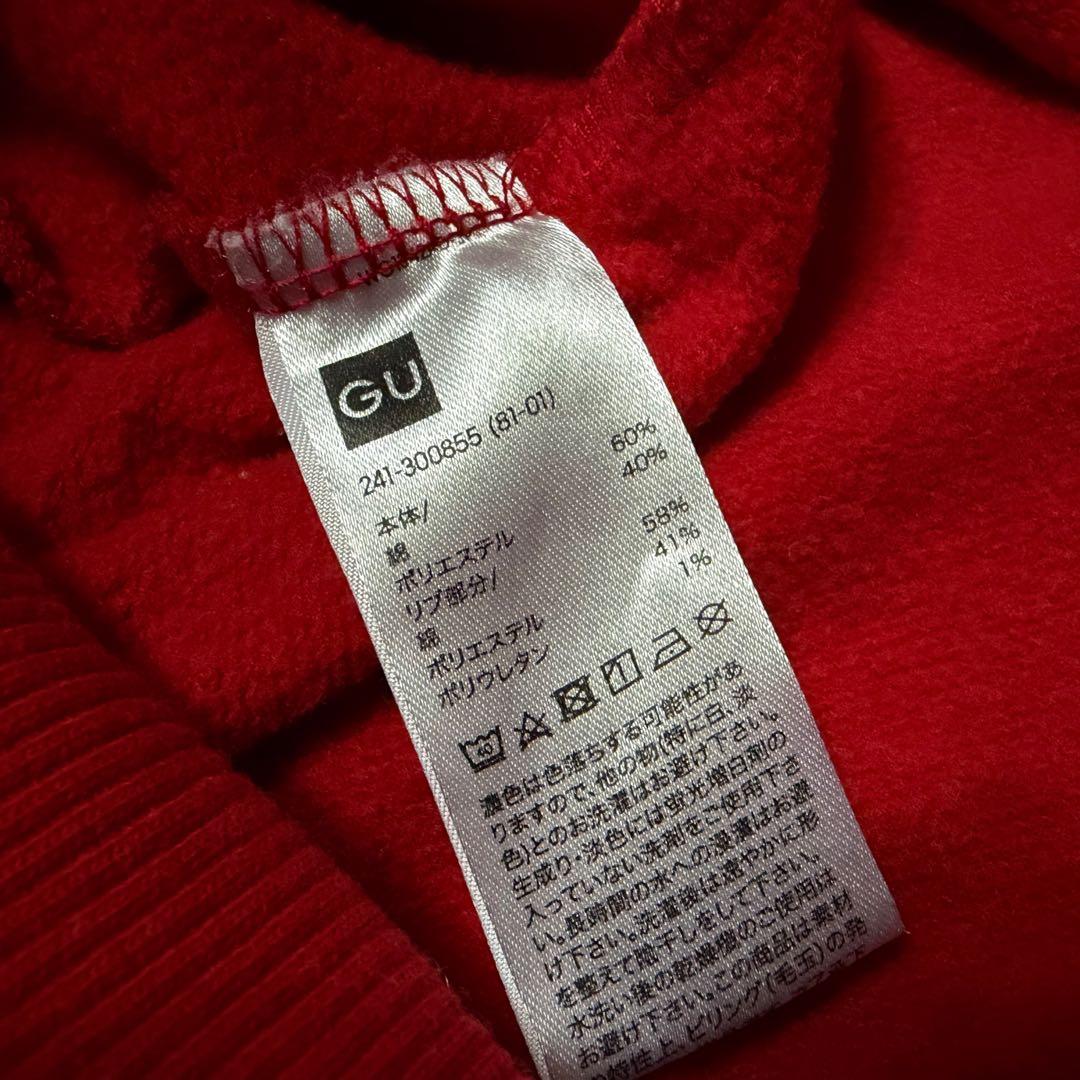 GU
241-300855 (81-01)
本体/
綿 60%
ポリエステル 40%
リブ部分/
綿 58%
ポリエステル 41%
ポリウレタン 1%
40
濃色は色落ちする可能性があ
りますので、他の物(特に白、淡
色)とのお洗濯はお避け下さい。
生成り・淡色には蛍光増白剤の
入っていない洗剤をご使用下さ
い。長時間の水への浸漬はお避
け下さい。洗濯後は速やかに形
を整えて陰干しをして下さい。
水洗い後の乾燥機のご使用は
お避け下さい。この商品は素材
の特性上、ピリング(毛玉)の発